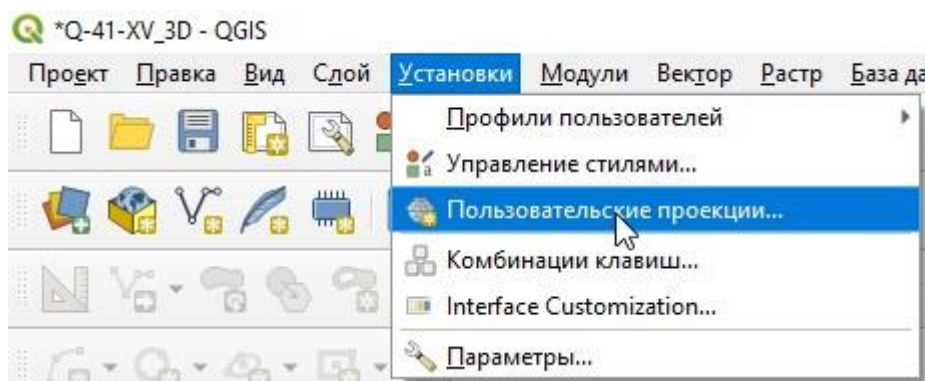 *Q-41-XV_3D - QGIS
Проект Правка Вид Слой Установки Модули Вектор Растр База да
Профили пользователей
Управление стилями...
Пользовательские проекции...
Комбинации клавиш...
Interface Customization...
Параметры...